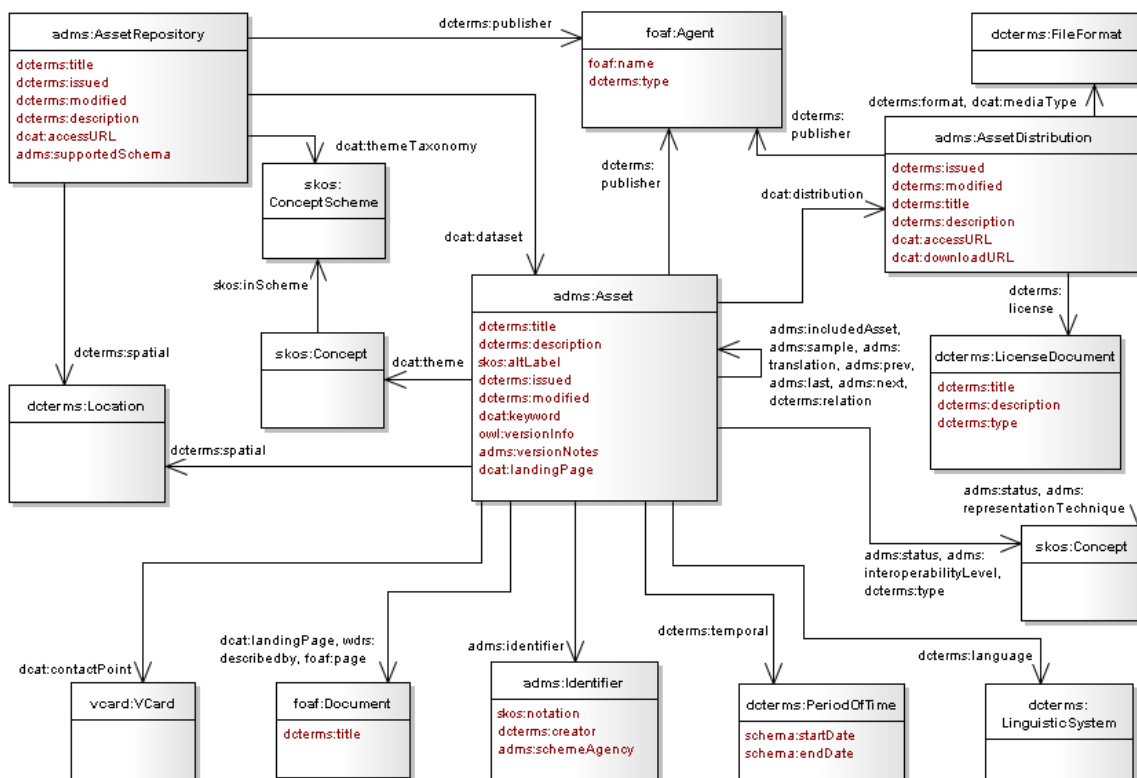 adms:AssetRepository
dcterms:title
dcterms:issued
dcterms:modified
dcterms:description
dcat:accessURL
adms:supportedSchema
dcterms:publisher
foaf:Agent
foaf:name
dcterms:type
dcterms:FileFormat
dcterms:format, dcat:mediaType
dcterms:
publisher
adms:AssetDistribution
dcterms:issued
dcterms:modified
dcterms:title
dcterms:description
dcat:accessURL
dcat:downloadURL
dcat:themeTaxonomy
skos:
ConceptScheme
dcterms:
publisher
dcat:distribution
dcat:dataset
skos:inScheme
adms:Asset
dcterms:title
dcterms:description
skos:altLabel
dcterms:issued
dcterms:modified
dcat:keyword
owl:versionInfo
adms:versionNotes
dcat:landingPage
dcterms:
license
adms:includedAsset,
adms:sample, adms:
translation, adms:prev,
adms:last, adms:next,
dcterms:relation
dcterms:LicenseDocument
dcterms:title
dcterms:description
dcterms:type
skos:Concept
dcat:theme
dcterms:spatial
dcterms:Location
dcterms:spatial
adms:status, adms:
representationTechnique
skos:Concept
adms:status, adms:
interoperabilityLevel,
dcterms:type
dcat:contactPoint
dcat:landingPage, wdrs:
describedby, foaf:page
adms:identifier
dcterms:temporal
dcterms:language
vcard:VCard
foaf:Document
dcterms:title
adms:Identifier
skos:notation
dcterms:creator
adms:schemeAgency
dcterms:PeriodOfTime
schema:startDate
schema:endDate
dcterms:
LinguisticSystem